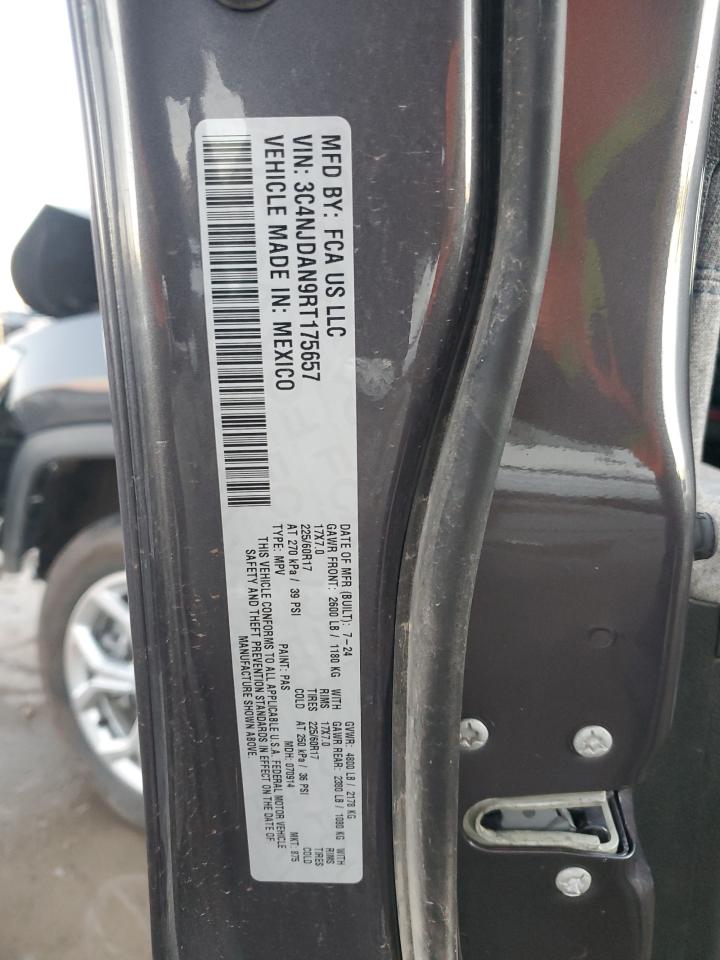 MFD BY: FCA US LLC
VIN: 3C4NJDAN9RT175657
VEHICLE MADE IN: MEXICO
DATE OF MFR (BUILT): 7-24 GVWR: 4800 LB / 2178 KG
GAWR FRONT: 2600 LB / 1180 KG WITH GAWR REAR: 2380 LB / 1080 KG WITH
17X7.0 RIMS 17X7.0 RIMS
225/60R17 TIRES 225/60R17 TIRES
AT 270 kPa / 39 PSI COLD AT 250 kPa / 36 PSI COLD
TYPE: MPV PAINT: PAS MDH: 070914 MKT: 875
THIS VEHICLE CONFORMS TO ALL APPLICABLE U.S.A. FEDERAL MOTOR VEHICLE
SAFETY AND THEFT PREVENTION STANDARDS IN EFFECT ON THE DATE OF
MANUFACTURE SHOWN ABOVE.